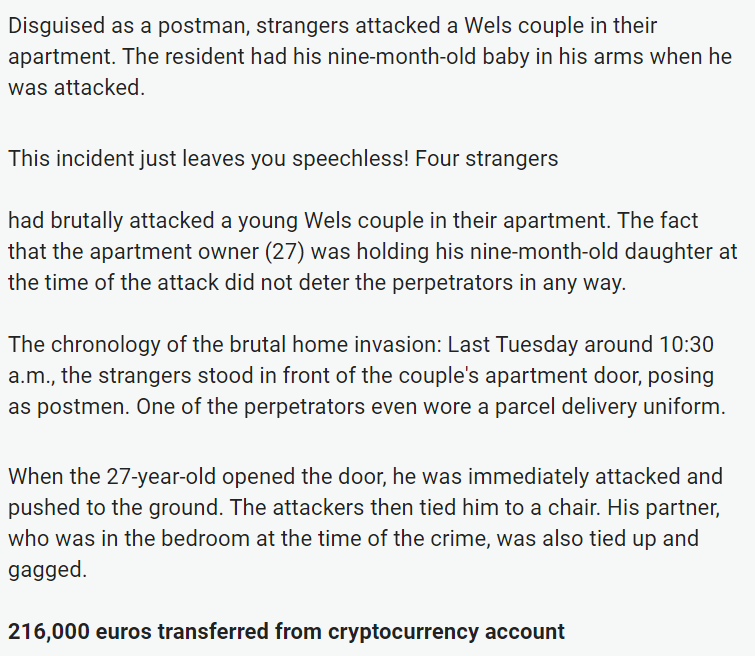 Disguised as a postman, strangers attacked a Wels couple in their
apartment. The resident had his nine-month-old baby in his arms when he
was attacked.
This incident just leaves you speechless! Four strangers
had brutally attacked a young Wels couple in their apartment. The fact
that the apartment owner (27) was holding his nine-month-old daughter at
the time of the attack did not deter the perpetrators in any way.
The chronology of the brutal home invasion: Last Tuesday around 10:30
a.m., the strangers stood in front of the couple's apartment door, posing
as postmen. One of the perpetrators even wore a parcel delivery uniform.
When the 27-year-old opened the door, he was immediately attacked and
pushed to the ground. The attackers then tied him to a chair. His partner,
who was in the bedroom at the time of the crime, was also tied up and
gagged.
216,000 euros transferred from cryptocurrency account